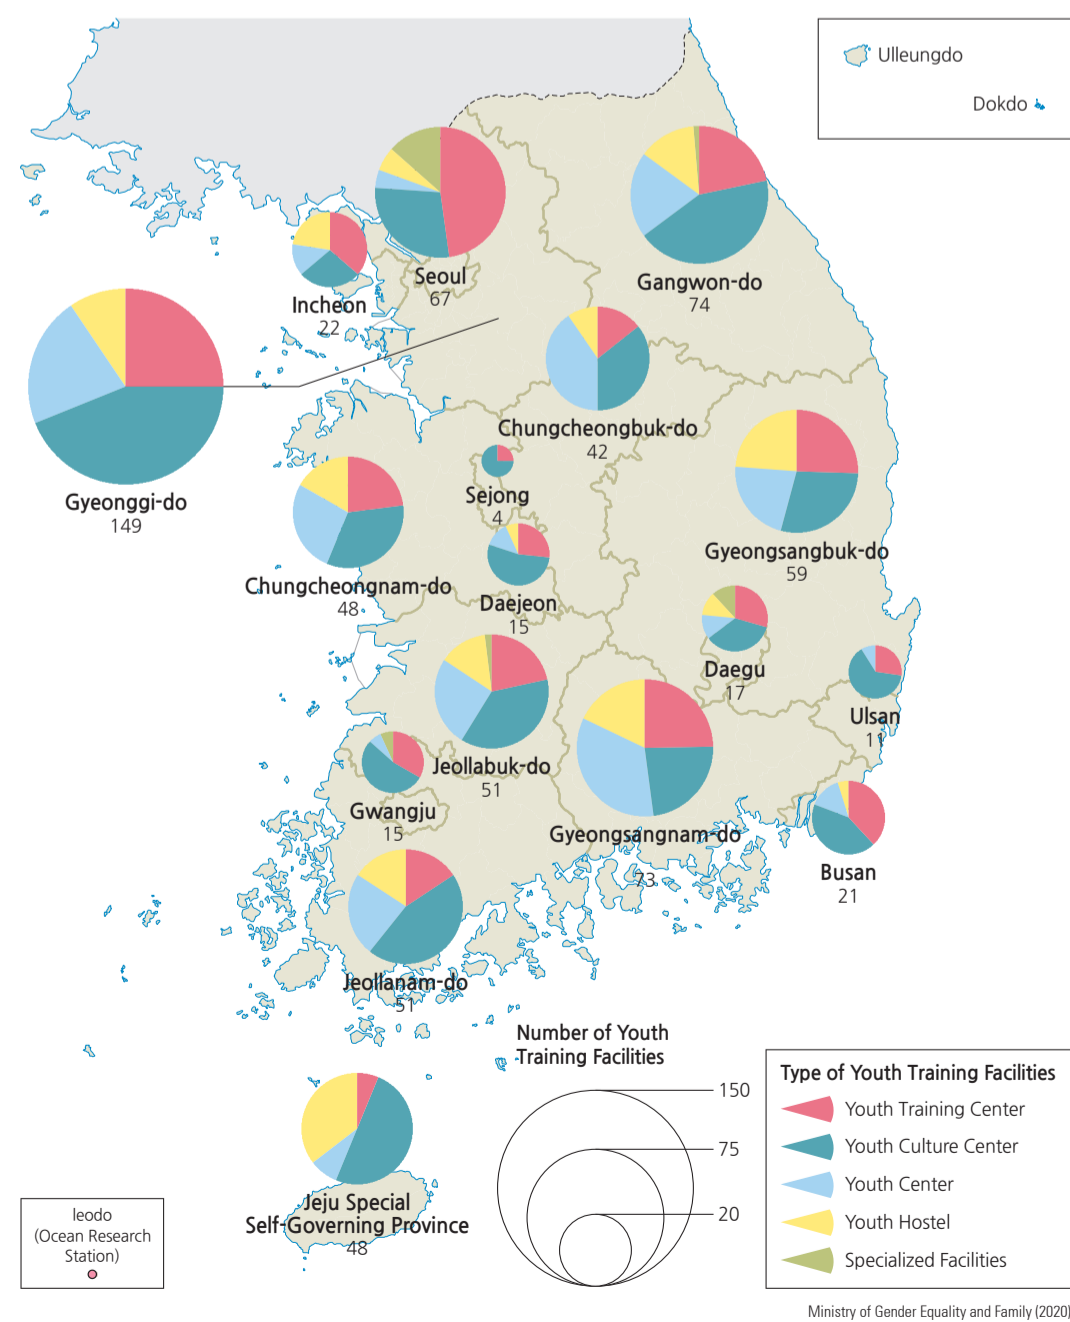 Ulleungdo
Dokdo
Seoul
67
Gangwon-do
74
Incheon
22
Gyeonggi-do
149
Chungcheongbuk-do
42
Sejong
4
Gyeongsangbuk-do
59
Chungcheongnam-do
48
Daejeon
15
Daegu
17
Ulsan
11
Jeollabuk-do
51
Gwangju
15
Gyeongsangnam-do
73
Busan
21
Jeollanam-do
51
Number of Youth
Training Facilities
150
75
20
Type of Youth Training Facilities
Youth Training Center
Youth Culture Center
Youth Center
Youth Hostel
Specialized Facilities
Jeju Special
Self-Governing Province
48
Ieodo
(Ocean Research
Station)
Ministry of Gender Equality and Family (2020)